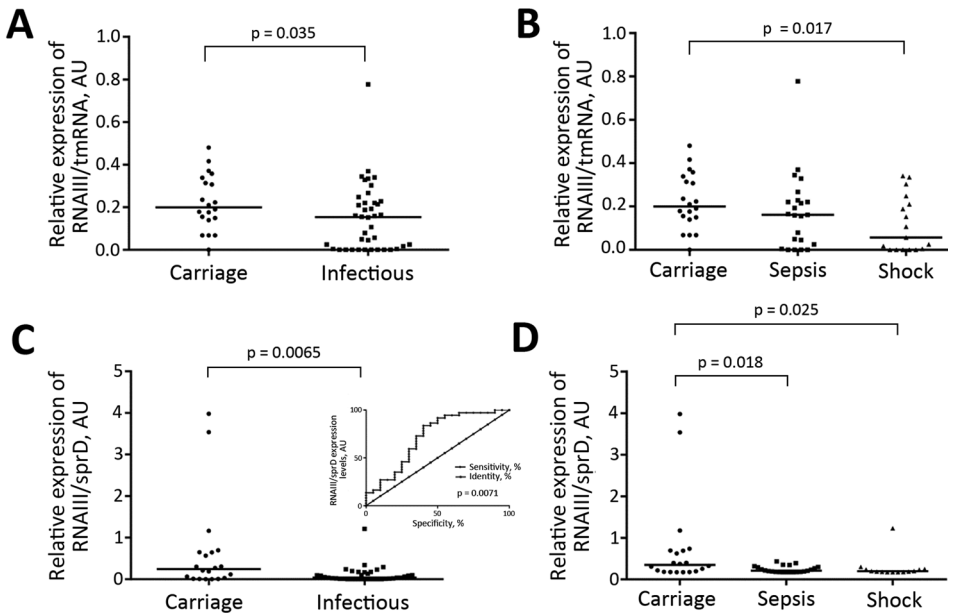 A
Relative expression of
RNAIII/tmRNA, AU
p = 0.035
1.0
0.8
0.6
0.4
0.2
0.0
Carriage
Infectious
B
Relative expression of
RNAIII/tmRNA, AU
p = 0.017
1.0
0.8
0.6
0.4
0.2
0.0
Carriage
Sepsis
Shock
C
Relative expression of
RNAIII/sprD, AU
p = 0.0065
5
4
3
2
1
0
Carriage
Infectious
RNAIII/sprD expression
levels, AU
100
50
0
0
50
100
Specificity, %
Sensitivity, %
Identity, %
p = 0.0071
D
Relative expression of
RNAIII/sprD, AU
p = 0.025
p = 0.018
5
4
3
2
1
0
Carriage
Sepsis
Shock